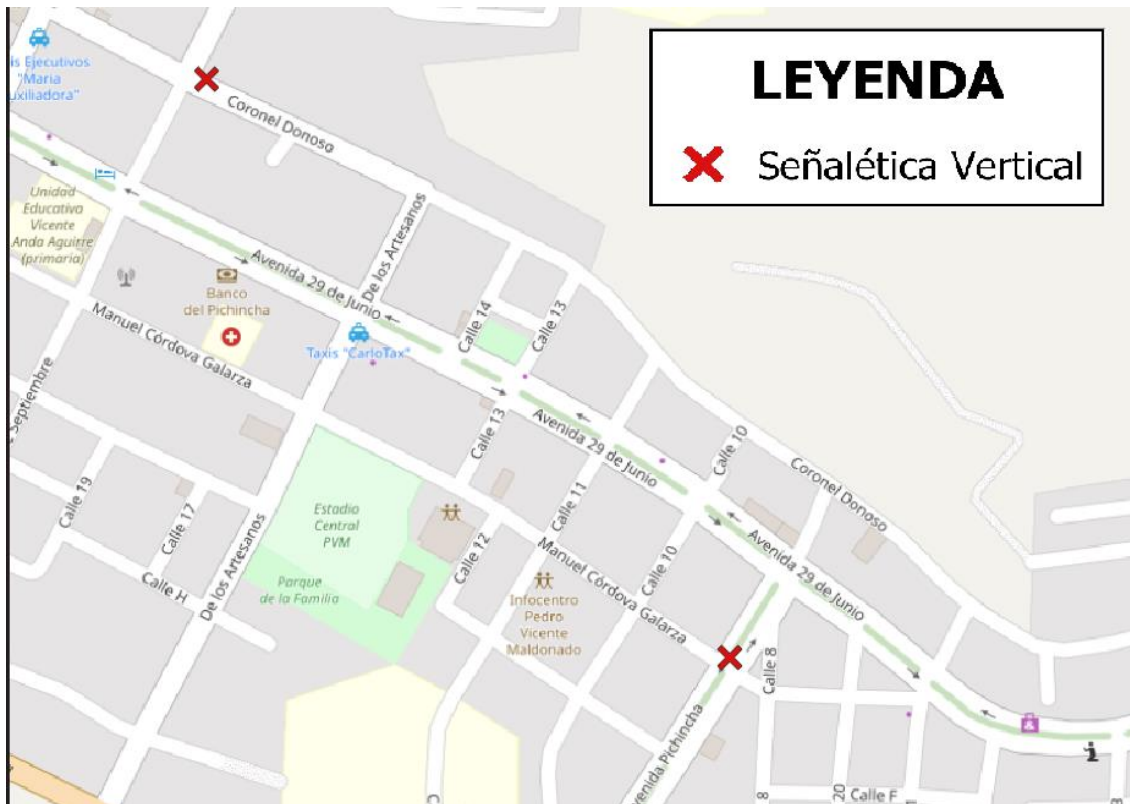 LEYENDA
Señalética Vertical
is Ejecutivos
"Maria
uxiliadora"
Coronel Donoso
Unidad
Educativa
Vicente
Anda Aguirre
(primaria)
Avenida 29 de Junio
De los Artesanos
Banco
del Pichincha
Manuel Córdova Galarza
Taxis "CarloTax"
Calle 14
Calle 13
Septiembre
Calle 13
Avenida 29 de Junio
Calle 10
Coronel Donoso
Calle 19
Calle 17
Estadio
Central
PVM
Calle 11
Calle 12
Manuel Córdova Galarza
Calle 10
Avenida 29 de Junio
Calle H
De los Artesanos
Parque
de la Familia
Infocentro
Pedro
Vicente
Maldonado
Calle 8
Avenida Pichincha
C
8
20
Calle F